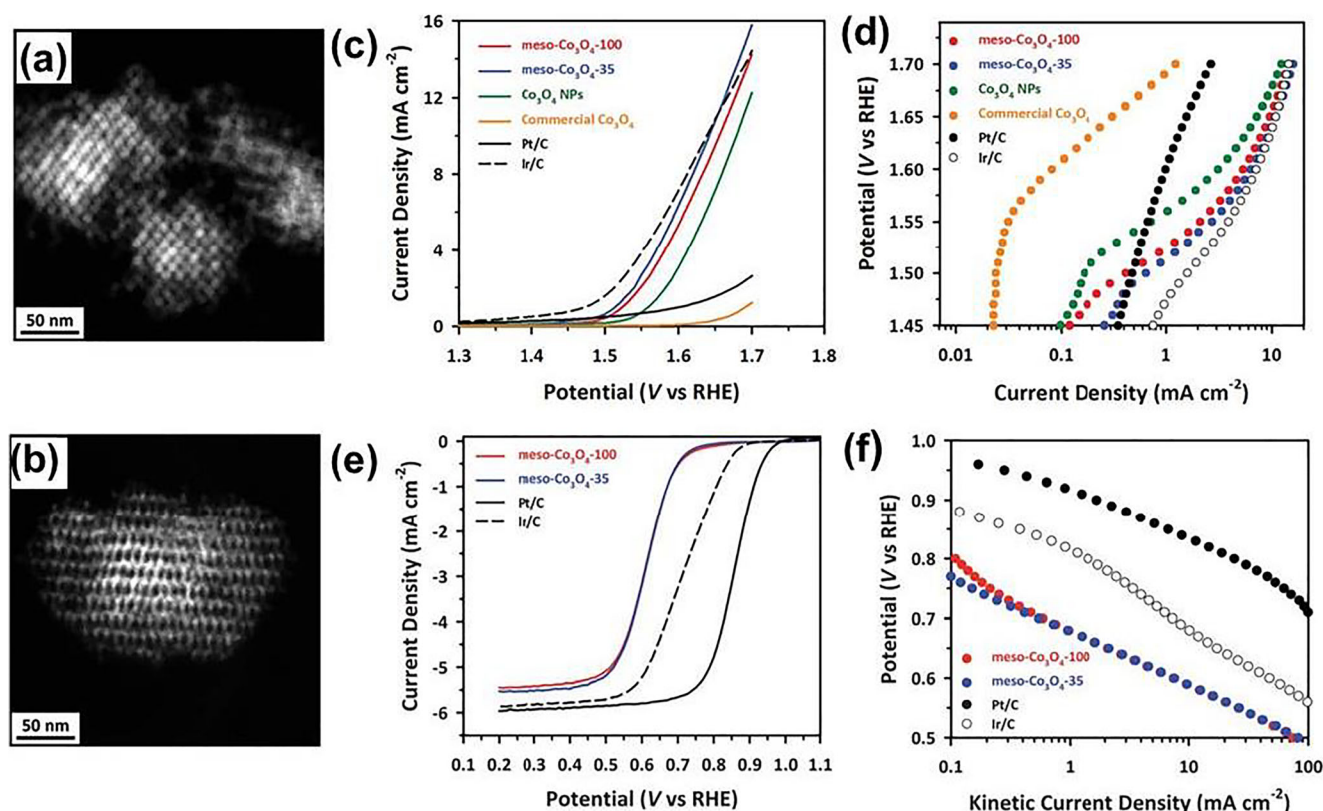 (a)
50 nm
(b)
50 nm
(c)
16
12
8
4
0
1.3 1.4 1.5 1.6 1.7 1.8
Current Density (mA cm⁻²)
Potential (V vs RHE)
meso-Co₃O₄-100
meso-Co₃O₄-35
Co₃O₄ NPs
Commercial Co₃O₄
Pt/C
Ir/C
(d)
1.70
1.65
1.60
1.55
1.50
1.45
0.01 0.1 1 10
Potential (V vs RHE)
Current Density (mA cm⁻²)
meso-Co₃O₄-100
meso-Co₃O₄-35
Co₃O₄ NPs
Commercial Co₃O₄
Pt/C
Ir/C
(e)
0
-1
-2
-3
-4
-5
-6
0.1 0.2 0.3 0.4 0.5 0.6 0.7 0.8 0.9 1.0 1.1
Current Density (mA cm⁻²)
Potential (V vs RHE)
meso-Co₃O₄-100
meso-Co₃O₄-35
Pt/C
Ir/C
(f)
1.0
0.9
0.8
0.7
0.6
0.5
0.1 1 10 100
Potential (V vs RHE)
Kinetic Current Density (mA cm⁻²)
meso-Co₃O₄-100
meso-Co₃O₄-35
Pt/C
Ir/C